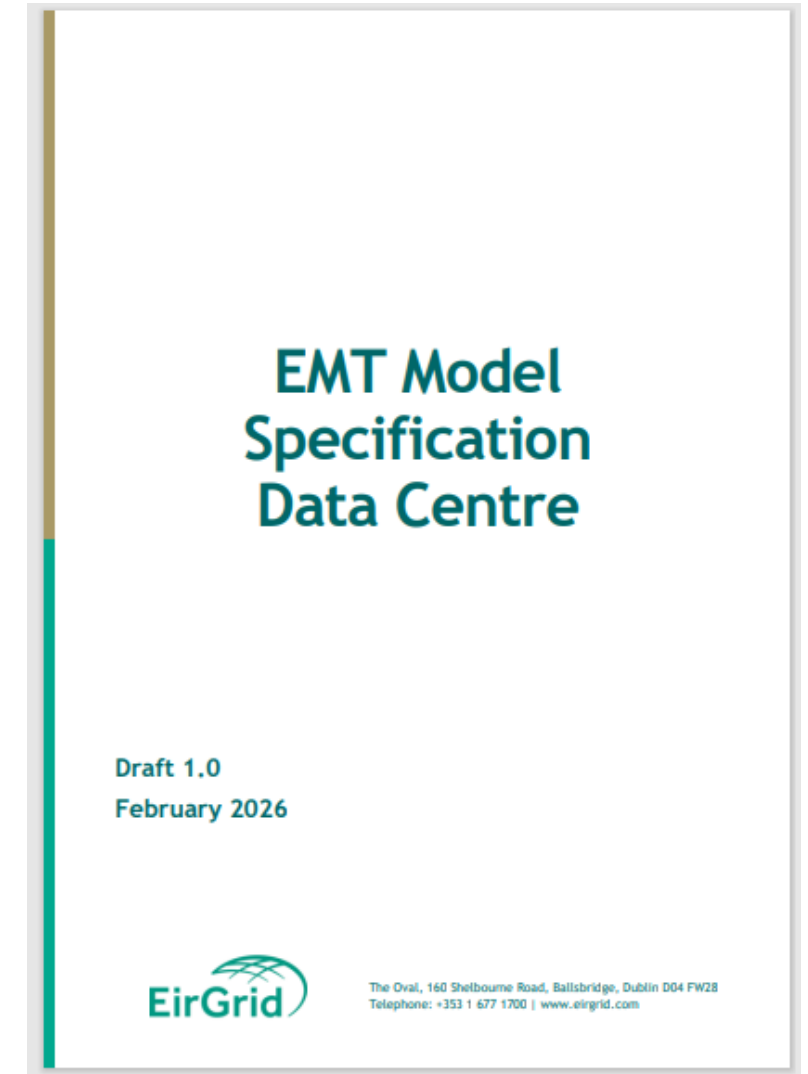 EMT Model
Specification
Data Centre
Draft 1.0
February 2026
EirGrid
The Oval, 160 Shelbourne Road, Ballsbridge, Dublin D04 FW28
Telephone: +353 1 677 1700 | www.eirgrid.com